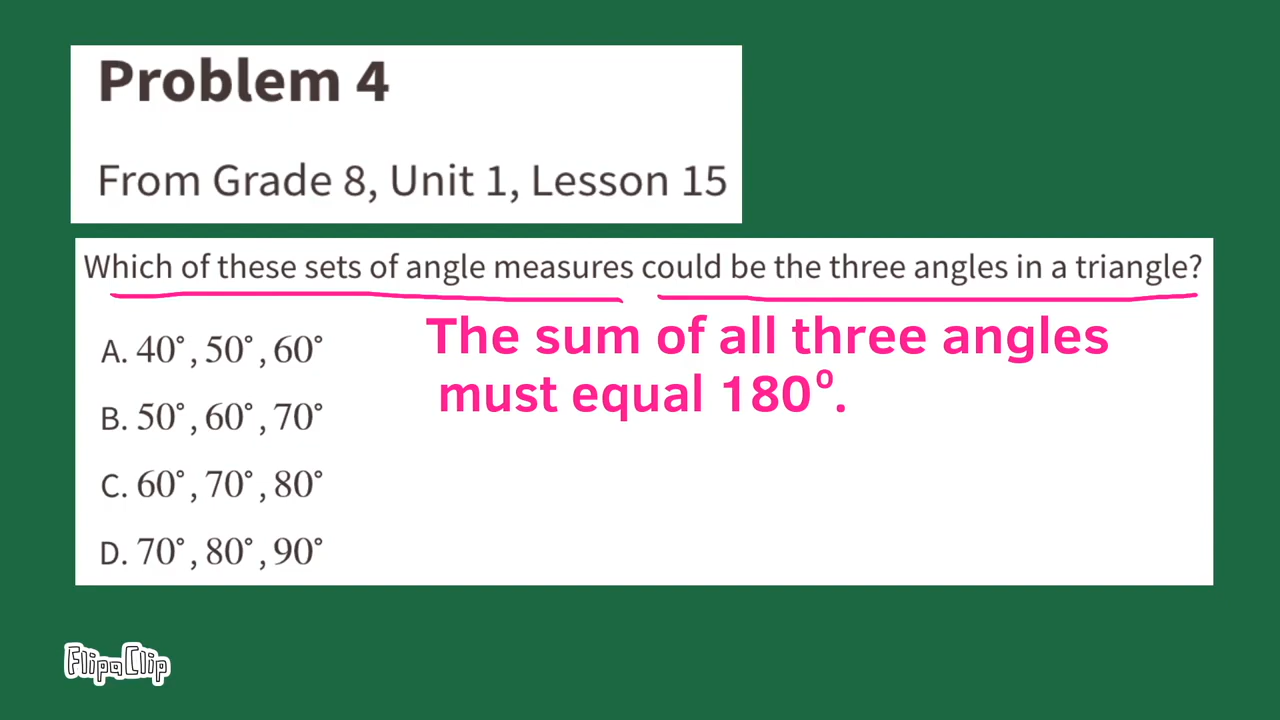 Problem 4
From Grade 8, Unit 1, Lesson 15
Which of these sets of angle measures could be the three angles in a triangle?
The sum of all three angles
must equal 180⁰.
A. 40°, 50°, 60°
B. 50°, 60°, 70°
C. 60°, 70°, 80°
D. 70°, 80°, 90°
FlipaClip